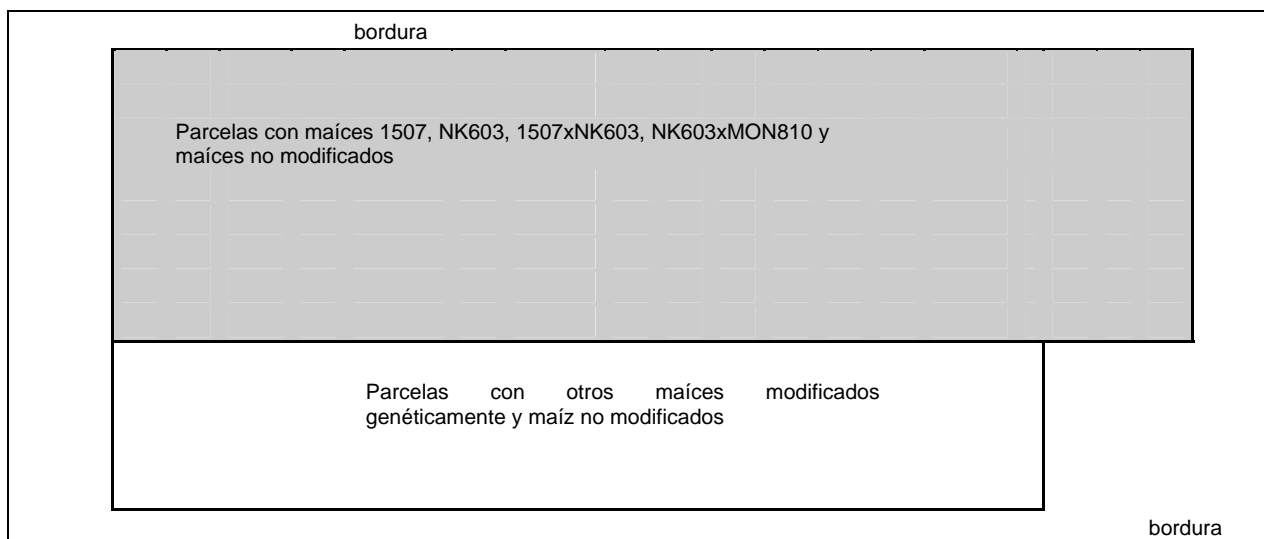 bordura
Parcelas con maíces 1507, NK603, 1507xNK603, NK603xMON810 y
maíces no modificados
Parcelas con otros maíces modificados
genéticamente y maíz no modificados
bordura